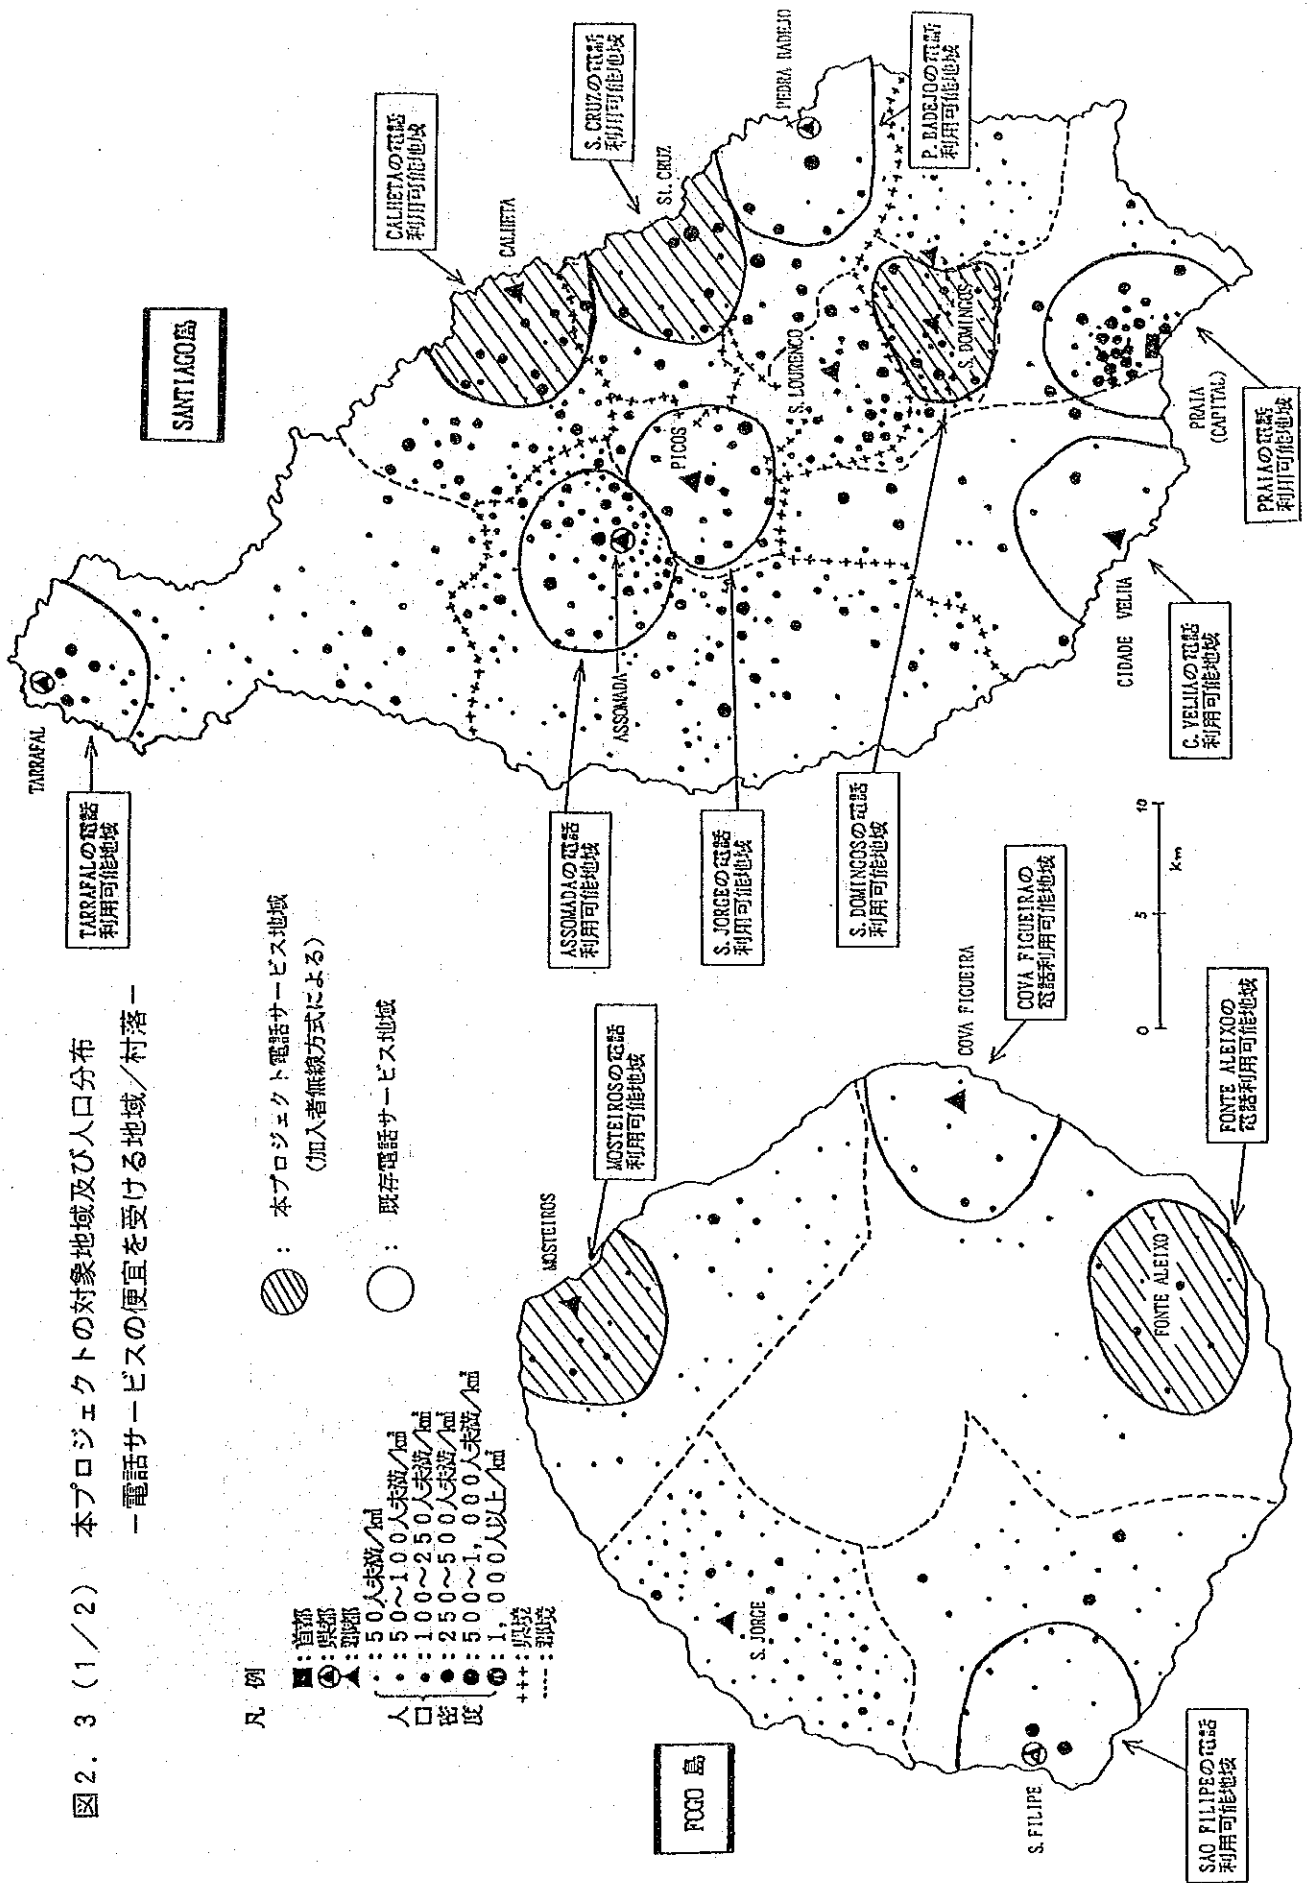 図2.3 (1/2) 本プロジェクトの対象地域及び人口分布
－電話サービスの便宜を受ける地域／村落－
凡 例
: 首都
: 県都
: 郡都
人口密度
: 50人未満/km²
: 50～100人未満/km²
: 100～250人未満/km²
: 250～500人未満/km²
: 500～1,000人未満/km²
: 1,000人以上/km²
+++ : 県境
---- : 郡境
: 本プロジェクト電話サービス地域
(加入者無線方式による)
: 既存電話サービス地域
SANTIAGO島
TARRAFAL
TARRAFALの電話
利用可能地域
CALHETAの電話
利用可能地域
CALHETA
S. CRUZの電話
利用可能地域
St. CRUZ
PEDRA BADEJO
P. BADEJOの電話
利用可能地域
ASSOMADA
ASSOMADAの電話
利用可能地域
PICOS
S. JORGEの電話
利用可能地域
S. LOURENCO
S. DOMINGOS
S. DOMINGOSの電話
利用可能地域
PRAIA
(CAPITAL)
PRAIAの電話
利用可能地域
CIDADE VELHA
C. VELHAの電話
利用可能地域
0 5 10
Km
FOGO 島
MOSTEIROS
MOSTEIROSの電話
利用可能地域
COVA FIGUEIRA
COVA FIGUEIRAの
電話利用可能地域
FONTE ALEIXO
FONTE ALEIXOの
電話利用可能地域
S. JORGE
S. FILIPE
SAO FILIPEの電話
利用可能地域